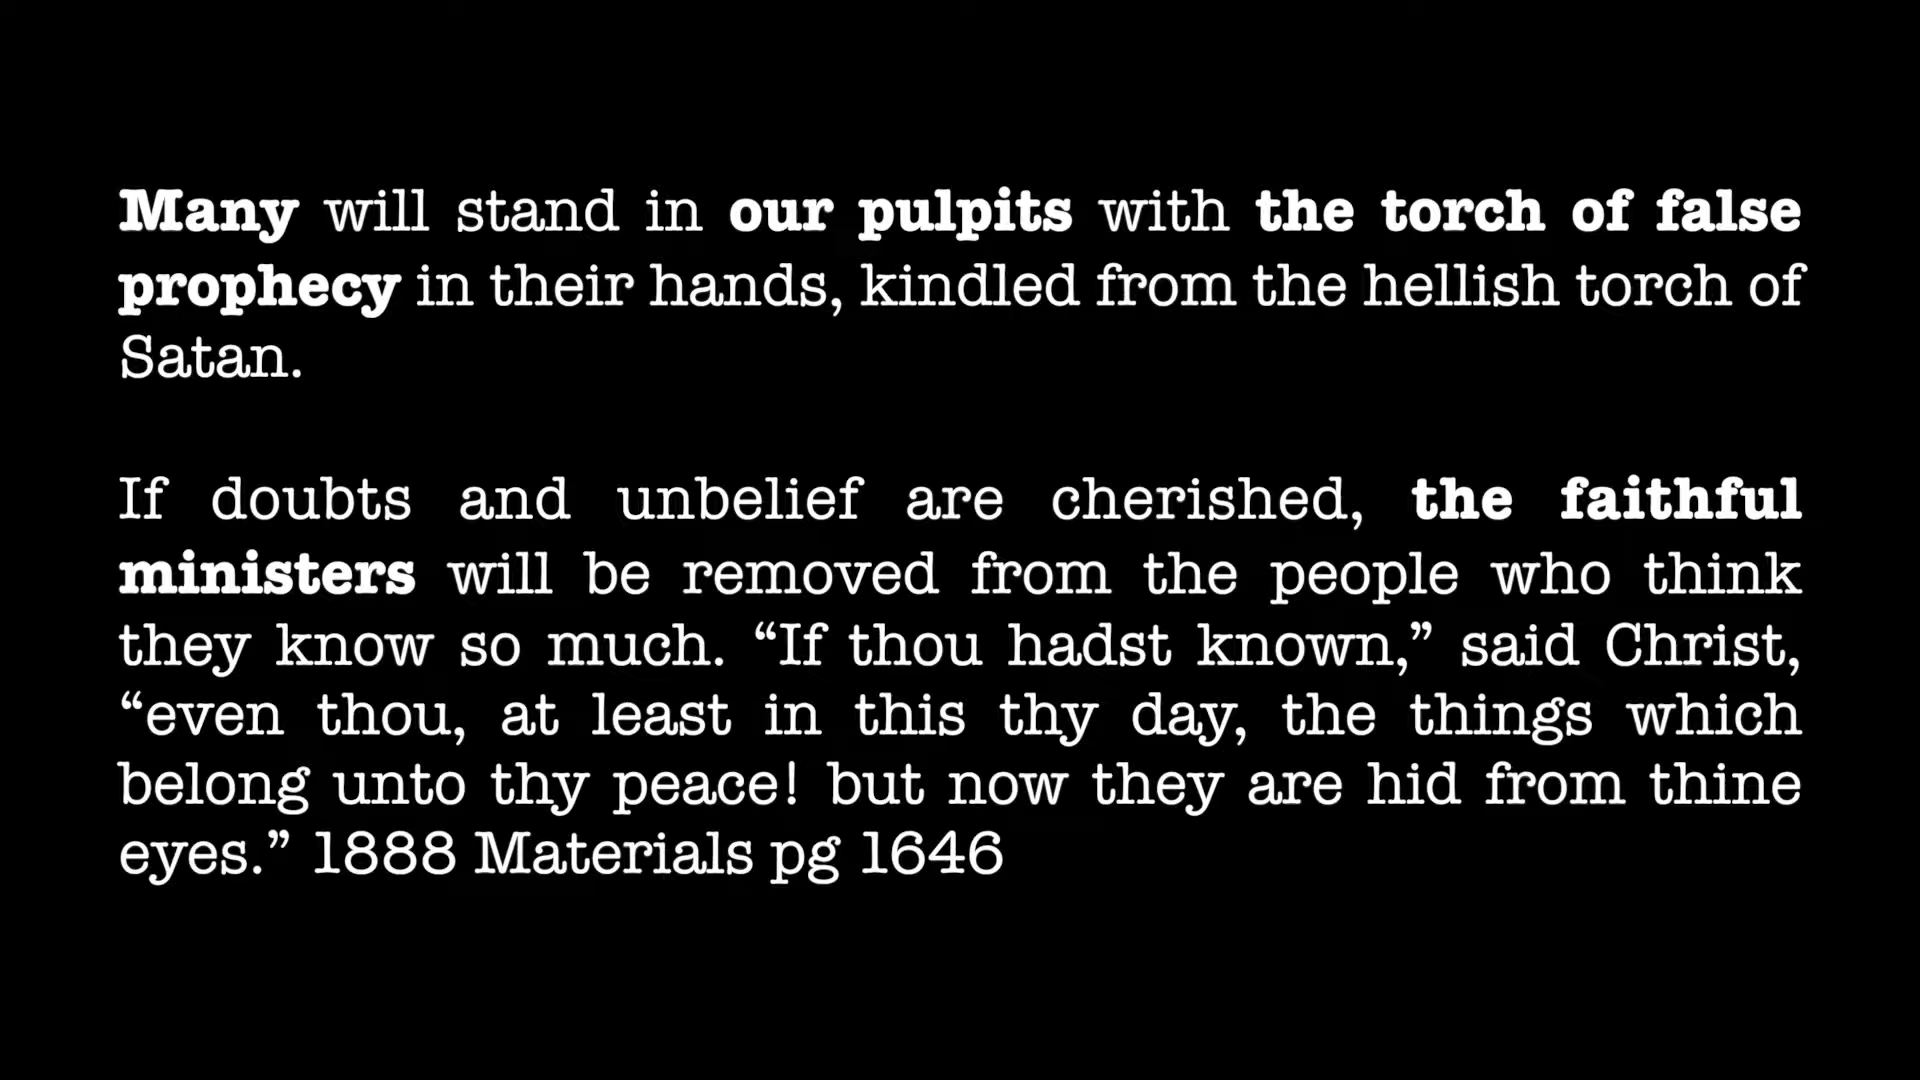 Many will stand in our pulpits with the torch of false
prophecy in their hands, kindled from the hellish torch of
Satan.
If doubts and unbelief are cherished, the faithful
ministers will be removed from the people who think
they know so much. “If thou hadst known,” said Christ,
“even thou, at least in this thy day, the things which
belong unto thy peace! but now they are hid from thine
eyes.” 1888 Materials pg 1646